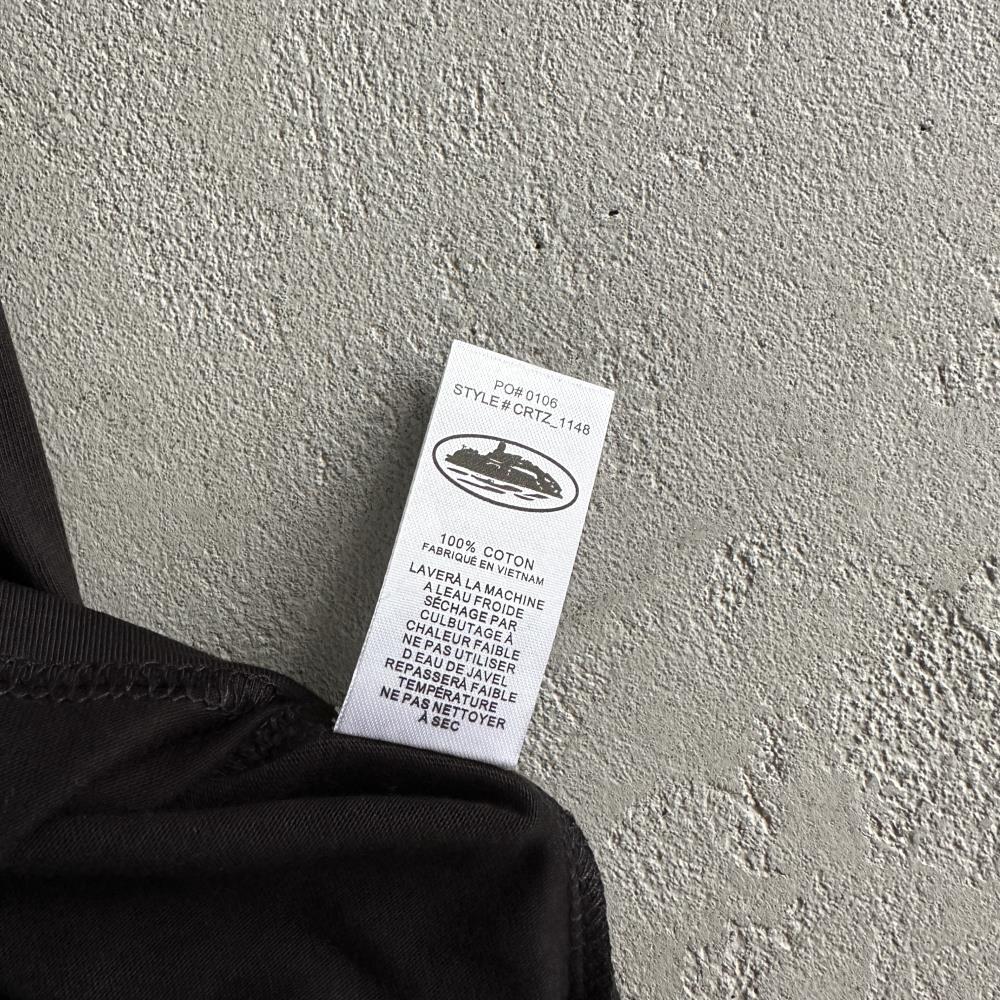 PO# 0106
STYLE # CRTZ_1148
100% COTON
FABRIQUÉ EN VIETNAM
LAVERÀ LA MACHINE
A LEAU FROIDE
SÉCHAGE PAR
CULBUTAGE À
CHALEUR FAIBLE
NE PAS UTILISER
D EAU DE JAVEL
REPASSERÀ FAIBLE
TEMPÉRATURE
NE PAS NETTOYER
À SEC